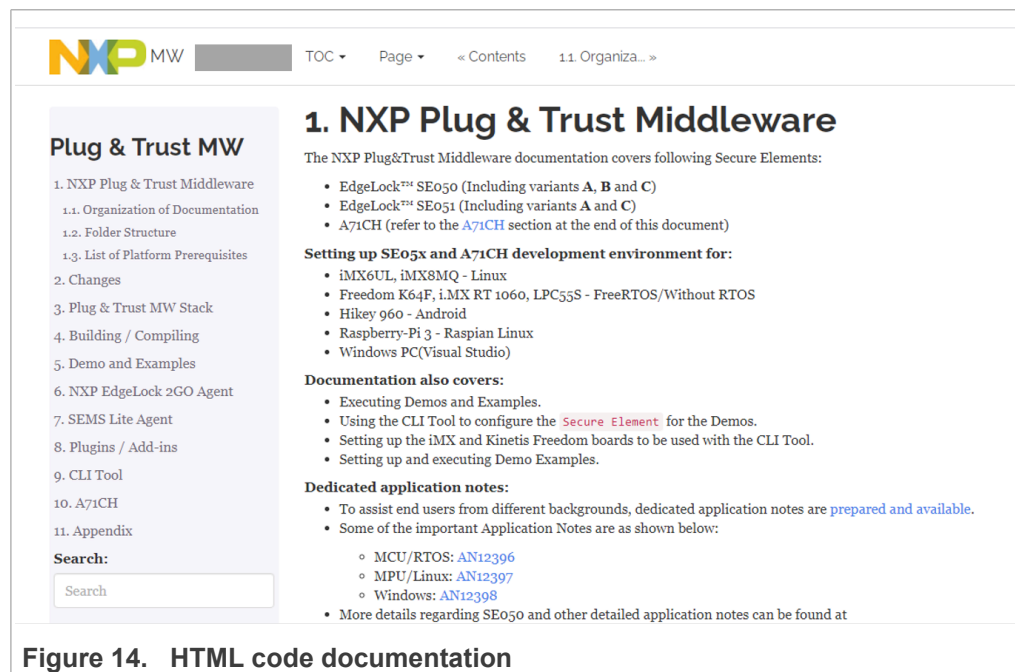 NXP MW TOC Page « Contents 1.1. Organiza... »
Plug & Trust MW
1. NXP Plug & Trust Middleware
1.1. Organization of Documentation
1.2. Folder Structure
1.3. List of Platform Prerequisites
2. Changes
3. Plug & Trust MW Stack
4. Building / Compiling
5. Demo and Examples
6. NXP EdgeLock 2GO Agent
7. SEMS Lite Agent
8. Plugins / Add-ins
9. CLI Tool
10. A71CH
11. Appendix
Search:
Search
1. NXP Plug & Trust Middleware
The NXP Plug&Trust Middleware documentation covers following Secure Elements:
• EdgeLock™ SE050 (Including variants A, B and C)
• EdgeLock™ SE051 (Including variants A and C)
• A71CH (refer to the A71CH section at the end of this document)
Setting up SE05x and A71CH development environment for:
• iMX6UL, iMX8MQ - Linux
• Freedom K64F, i.MX RT 1060, LPC55S - FreeRTOS/Without RTOS
• Hikey 960 - Android
• Raspberry-Pi 3 - Raspian Linux
• Windows PC(Visual Studio)
Documentation also covers:
• Executing Demos and Examples.
• Using the CLI Tool to configure the Secure Element for the Demos.
• Setting up the iMX and Kinetis Freedom boards to be used with the CLI Tool.
• Setting up and executing Demo Examples.
Dedicated application notes:
• To assist end users from different backgrounds, dedicated application notes are prepared and available.
• Some of the important Application Notes are as shown below:
◦ MCU/RTOS: AN12396
◦ MPU/Linux: AN12397
◦ Windows: AN12398
• More details regarding SE050 and other detailed application notes can be found at
Figure 14. HTML code documentation